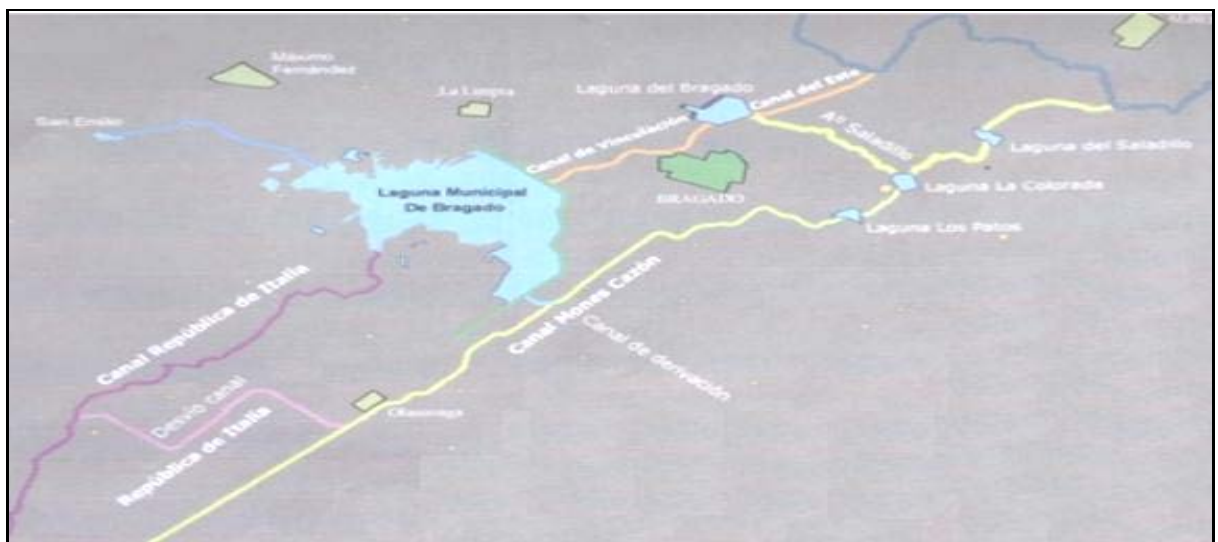 Máximo
Fernández
La Limpia
San Emilio
Laguna del Bragado
Canal del Este
Canal de Vinculación
Aº Saladillo
Laguna del Saladillo
Laguna Municipal
De Bragado
BRAGADO
Laguna La Colorada
Laguna Los Patos
Canal República de Italia
Canal Mones Cazón
Canal de derivación
Desvío canal
República de Italia
Olascoaga